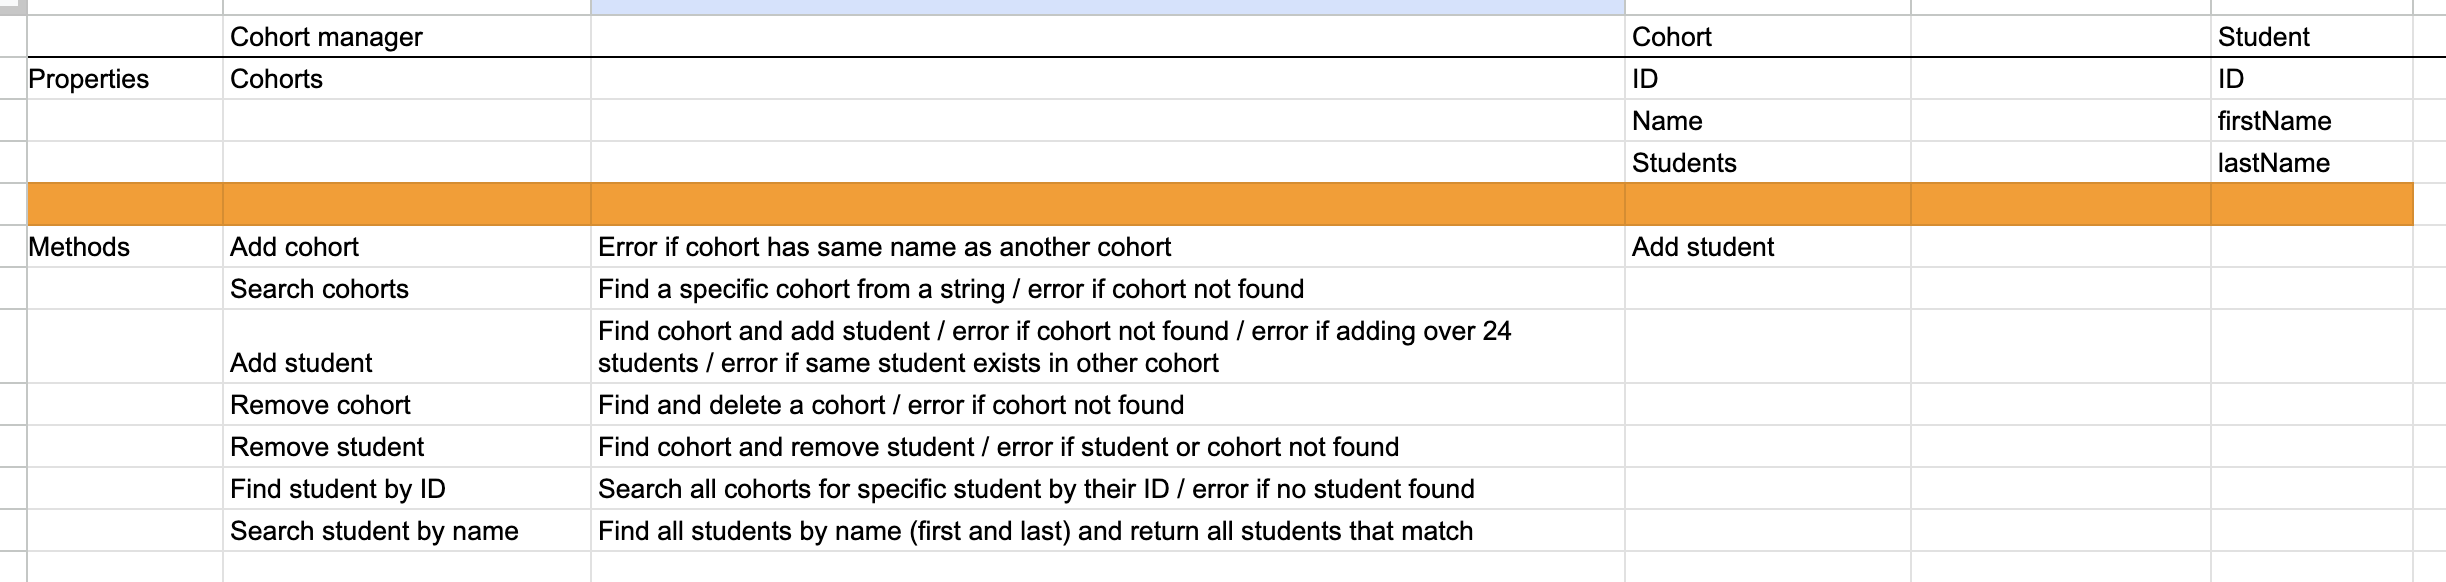 Cohort manager Cohort Student
Properties Cohorts ID ID
Name firstName
Students lastName
Methods Add cohort Error if cohort has same name as another cohort Add student
Search cohorts Find a specific cohort from a string / error if cohort not found
Find cohort and add student / error if cohort not found / error if adding over 24
Add student students / error if same student exists in other cohort
Remove cohort Find and delete a cohort / error if cohort not found
Remove student Find cohort and remove student / error if student or cohort not found
Find student by ID Search all cohorts for specific student by their ID / error if no student found
Search student by name Find all students by name (first and last) and return all students that match